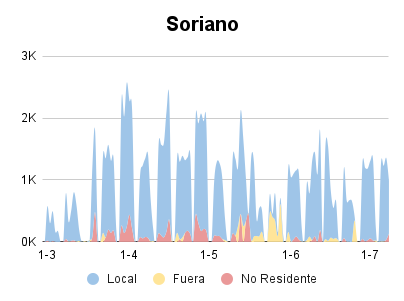 Soriano
3K
2K
1K
0K
1-3 1-4 1-5 1-6 1-7
Local Fuera No Residente